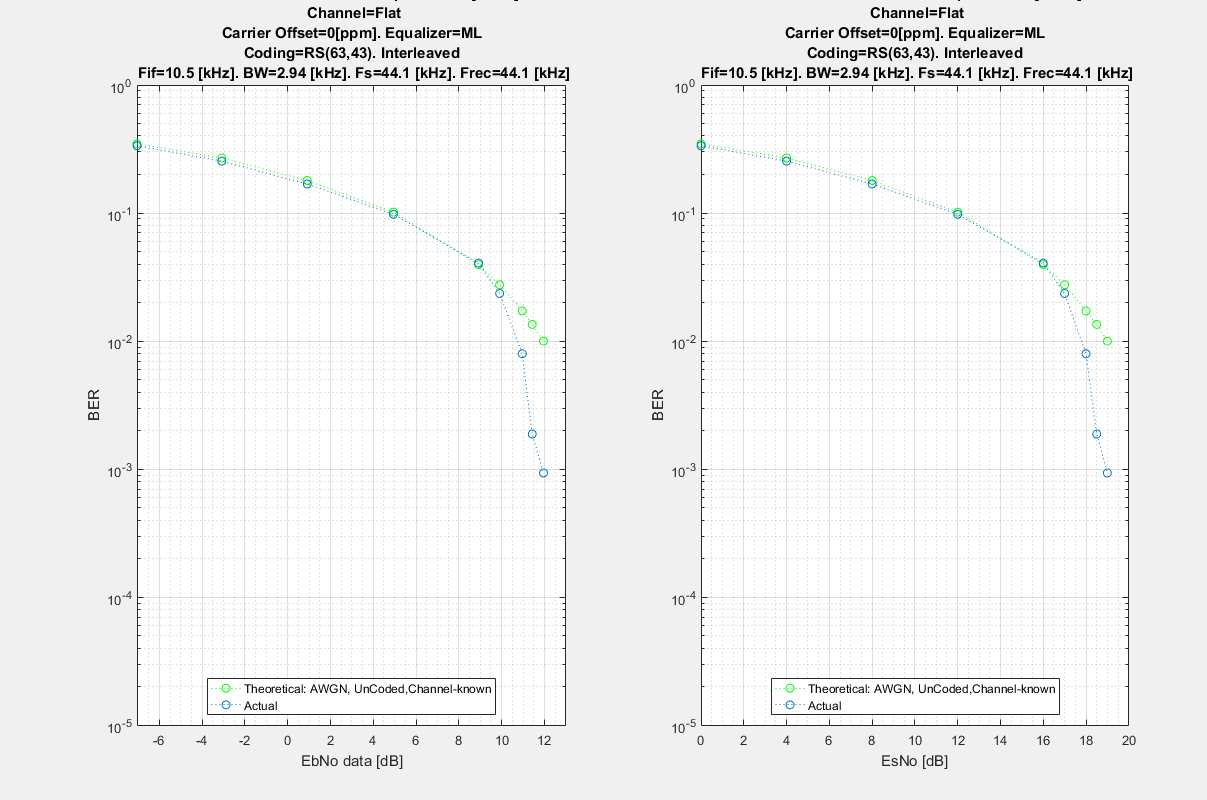 Channel=Flat
Carrier Offset=0[ppm]. Equalizer=ML
Coding=RS(63,43). Interleaved
Fif=10.5 [kHz]. BW=2.94 [kHz]. Fs=44.1 [kHz]. Frec=44.1 [kHz]
10^0
10^-1
10^-2
10^-3
10^-4
10^-5
BER
Theoretical: AWGN, UnCoded,Channel-known
Actual
-6 -4 -2 0 2 4 6 8 10 12
EbNo data [dB]
Channel=Flat
Carrier Offset=0[ppm]. Equalizer=ML
Coding=RS(63,43). Interleaved
Fif=10.5 [kHz]. BW=2.94 [kHz]. Fs=44.1 [kHz]. Frec=44.1 [kHz]
10^0
10^-1
10^-2
10^-3
10^-4
10^-5
BER
Theoretical: AWGN, UnCoded,Channel-known
Actual
0 2 4 6 8 10 12 14 16 18 20
EsNo [dB]